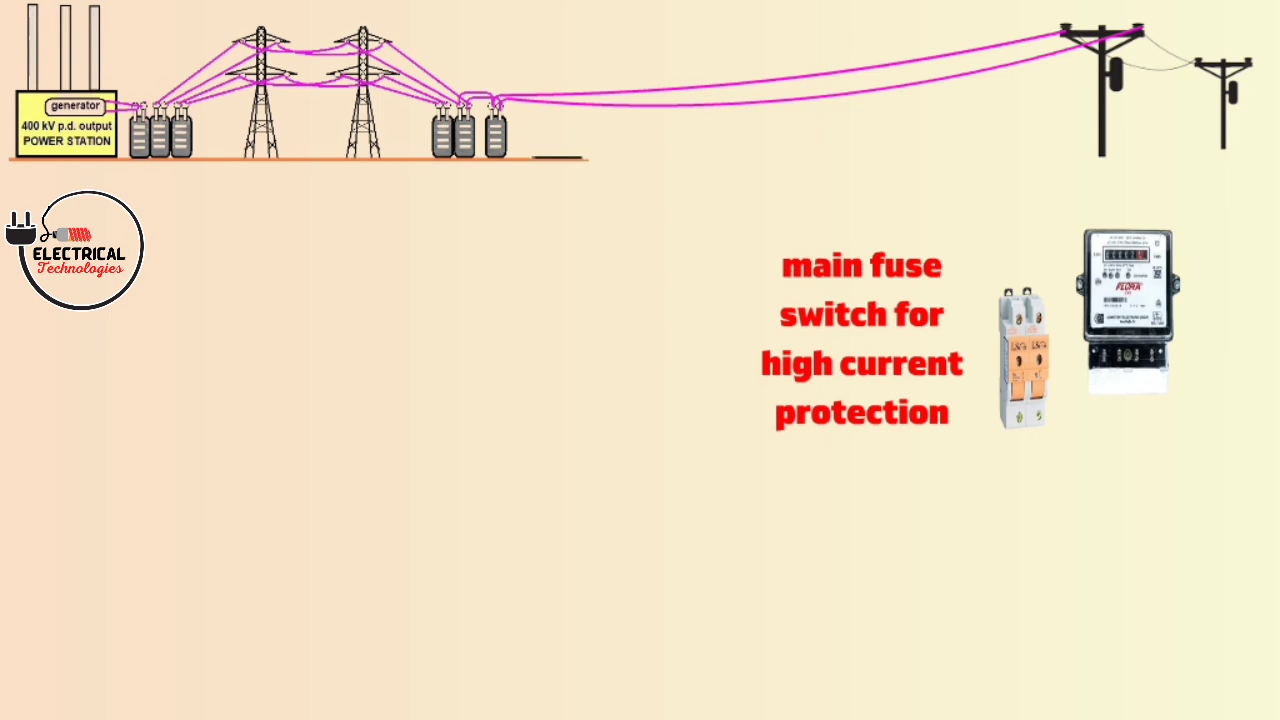 generator
400 kV p.d. output
POWER STATION
ELECTRICAL
Technologies
main fuse
switch for
high current
protection